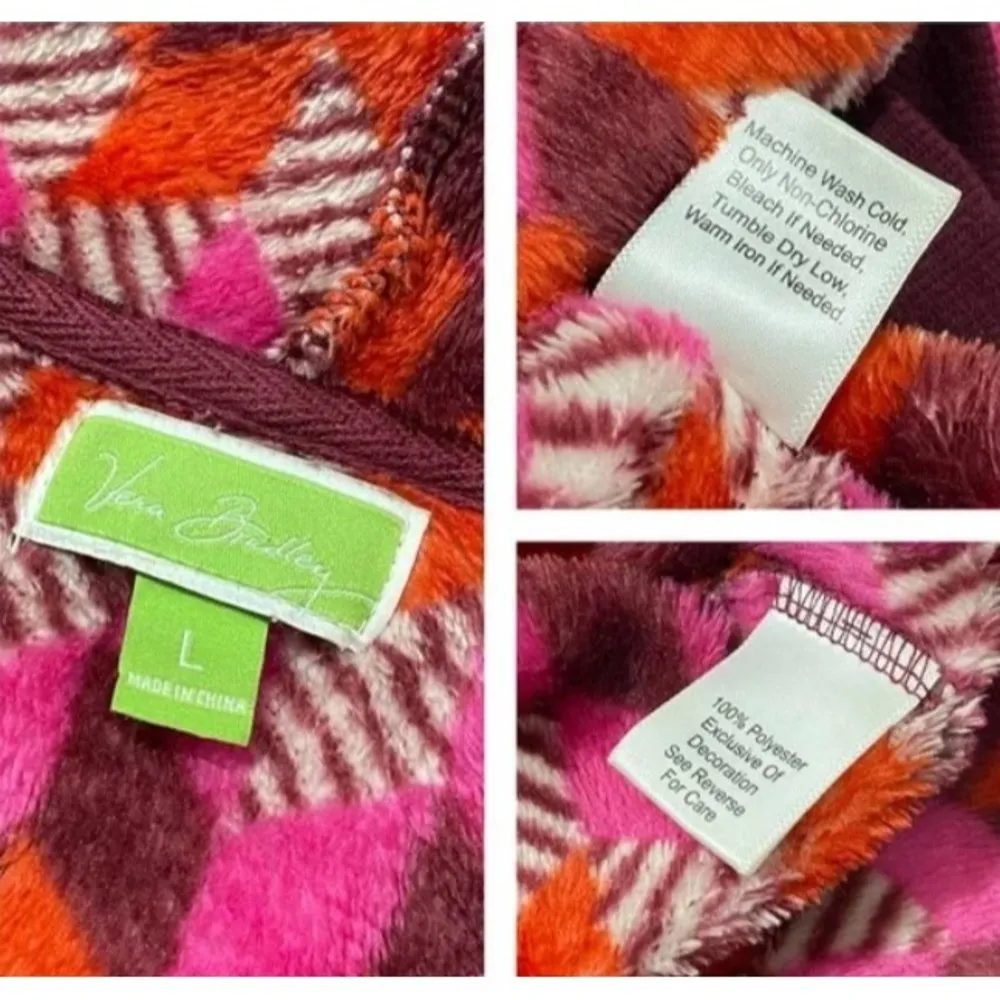 Vera Bradley
L
MADE IN CHINA
Machine Wash Cold,
Only Non-Chlorine
Bleach If Needed,
Tumble Dry Low,
Warm Iron If Needed.
100% Polyester
Exclusive Of
Decoration
See Reverse
For Care